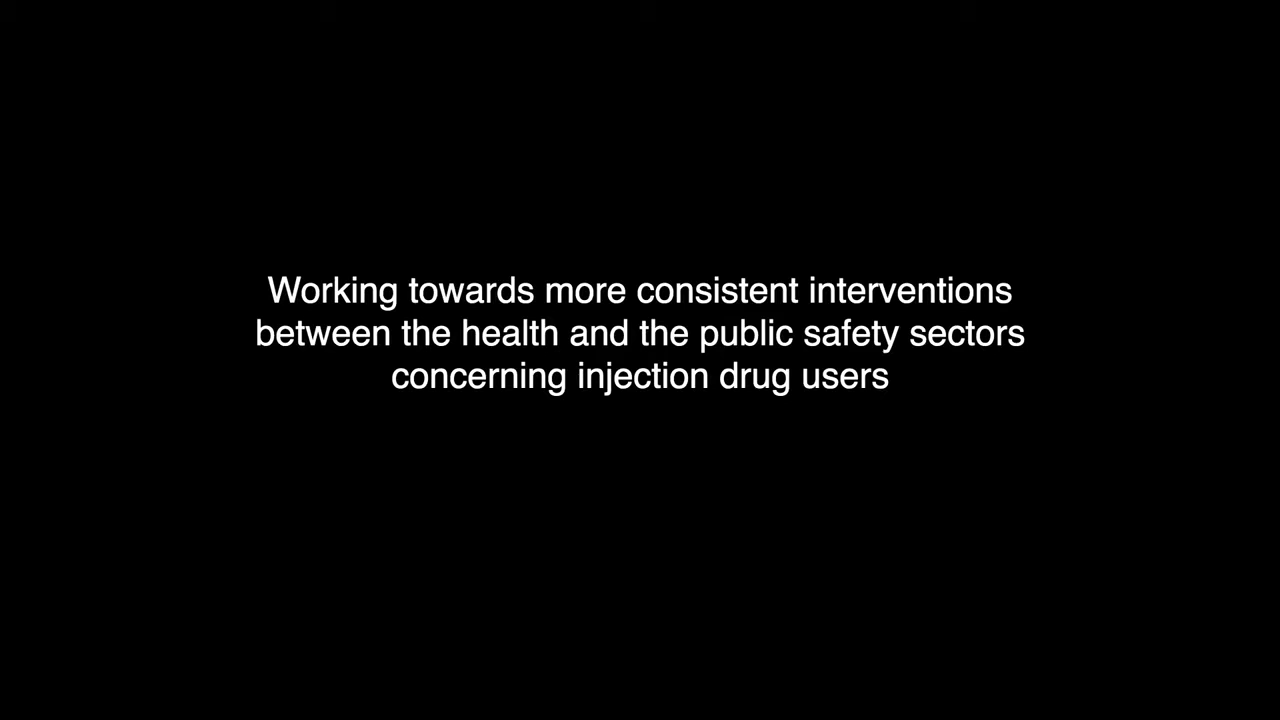 Working towards more consistent interventions
between the health and the public safety sectors
concerning injection drug users